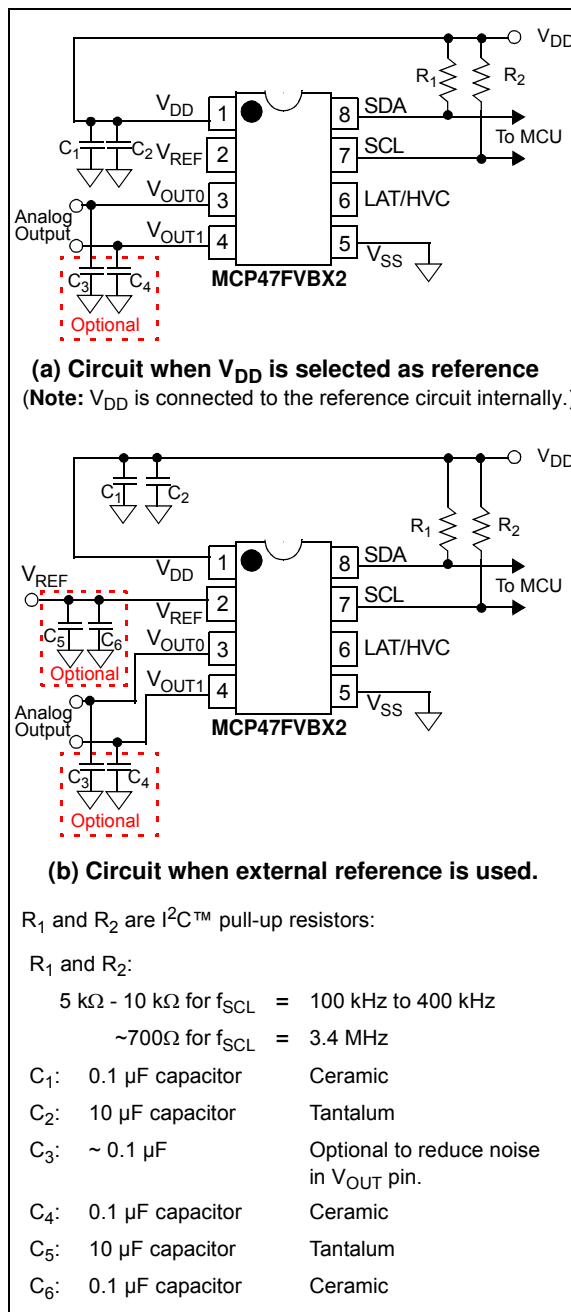 VDD
R1 R2
VDD 1 8 SDA
To MCU
C1 C2 VREF 2 7 SCL
VOUT0 3 6 LAT/HVC
Analog
Output
VOUT1 4 5
VSS
C3 C4
MCP47FVBX2
Optional
(a) Circuit when VDD is selected as reference
(Note: VDD is connected to the reference circuit internally.)
VDD
C1 C2
R1 R2
1 8 SDA
VDD
To MCU
VREF
2 7 SCL
VREF
C5 C6
VOUT0
3 6 LAT/HVC
Optional
VOUT1
4 5
VSS
Analog
Output
MCP47FVBX2
C3 C4
Optional
(b) Circuit when external reference is used.
R1 and R2 are I2C™ pull-up resistors:
R1 and R2:
5 kΩ - 10 kΩ for fSCL = 100 kHz to 400 kHz
~700Ω for fSCL = 3.4 MHz
C1: 0.1 µF capacitor Ceramic
C2: 10 µF capacitor Tantalum
C3: ~ 0.1 µF Optional to reduce noise
in VOUT pin.
C4: 0.1 µF capacitor Ceramic
C5: 10 µF capacitor Tantalum
C6: 0.1 µF capacitor Ceramic